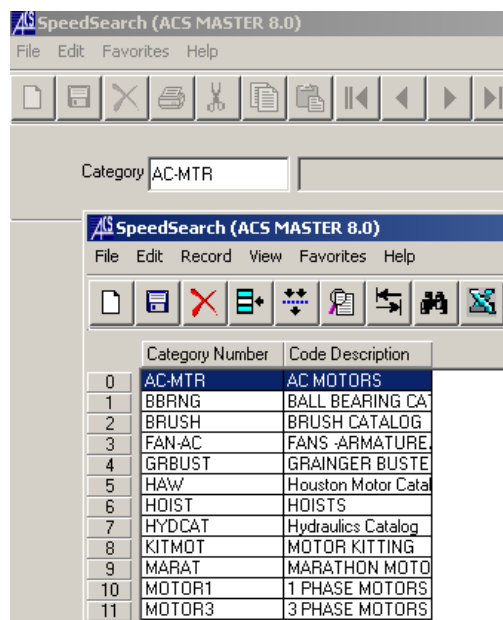 ACS SpeedSearch (ACS MASTER 8.0)
File Edit Favorites Help
Category AC-MTR
ACS SpeedSearch (ACS MASTER 8.0)
File Edit Record View Favorites Help
Category Number Code Description
0 AC-MTR AC MOTORS
1 BBRNG BALL BEARING CAT
2 BRUSH BRUSH CATALOG
3 FAN-AC FANS -ARMATURE.
4 GRBUST GRAINGER BUSTE
5 HAW Houston Motor Catal
6 HOIST HOISTS
7 HYDCAT Hydraulics Catalog
8 KITMOT MOTOR KITTING
9 MARAT MARATHON MOTO
10 MOTOR1 1 PHASE MOTORS
11 MOTOR3 3 PHASE MOTORS